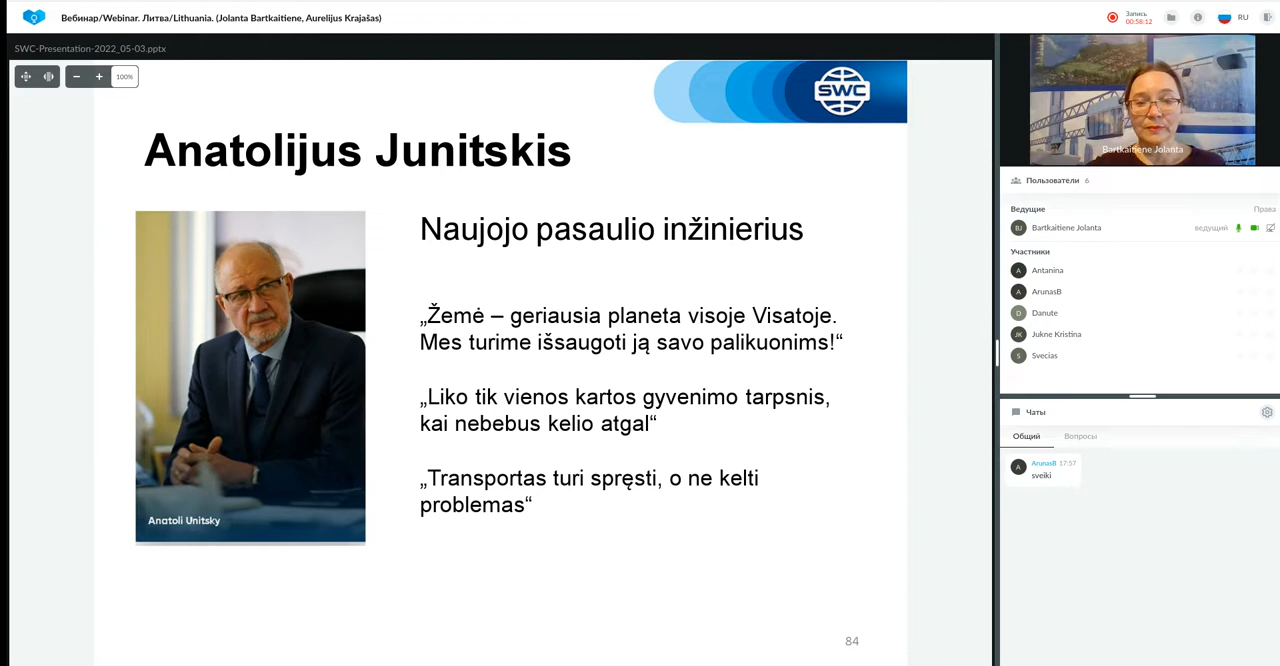 Вебинар/Webinar. Литва/Lithuania. (Jolanta Bartkaitiene, Aurelijus Krajašas)
Запись
00:58:12
RU
SWC-Presentation-2022_05-03.pptx
100%
SWC
Anatolijus Junitskis
Naujojo pasaulio inžinierius
„Žemė – geriausia planeta visoje Visatoje.
Mes turime išsaugoti ją savo palikuonims!“
„Liko tik vienos kartos gyvenimo tarpsnis,
kai nebebus kelio atgal“
„Transportas turi spręsti, o ne kelti
problemas“
Anatoli Unitsky
84
Bartkaitiene Jolanta
Пользователи 6
Ведущие Права
BJ Bartkaitiene Jolanta ведущий
Участники
A Antanina
A ArunasB
D Danute
JK Jukne Kristina
S Svecias
Чаты
Общий Вопросы
A ArunasB 17:57
sveiki